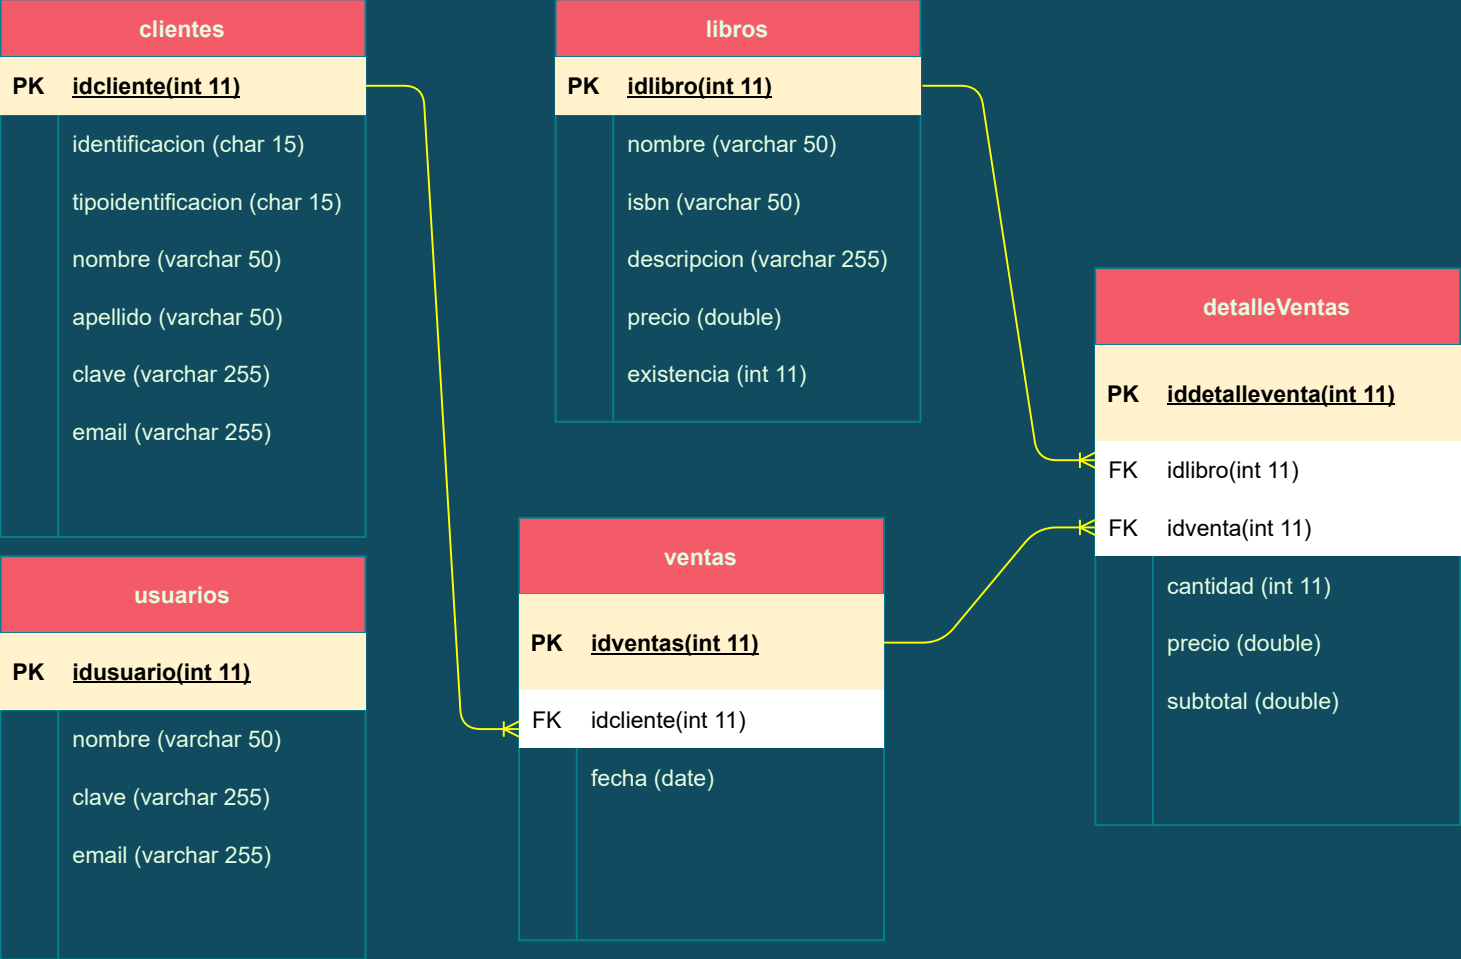 clientes
PK idcliente(int 11)
identificacion (char 15)
tipoidentificacion (char 15)
nombre (varchar 50)
apellido (varchar 50)
clave (varchar 255)
email (varchar 255)
usuarios
PK idusuario(int 11)
nombre (varchar 50)
clave (varchar 255)
email (varchar 255)
libros
PK idlibro(int 11)
nombre (varchar 50)
isbn (varchar 50)
descripcion (varchar 255)
precio (double)
existencia (int 11)
ventas
PK idventas(int 11)
FK idcliente(int 11)
fecha (date)
detalleVentas
PK iddetalleventa(int 11)
FK idlibro(int 11)
FK idventa(int 11)
cantidad (int 11)
precio (double)
subtotal (double)